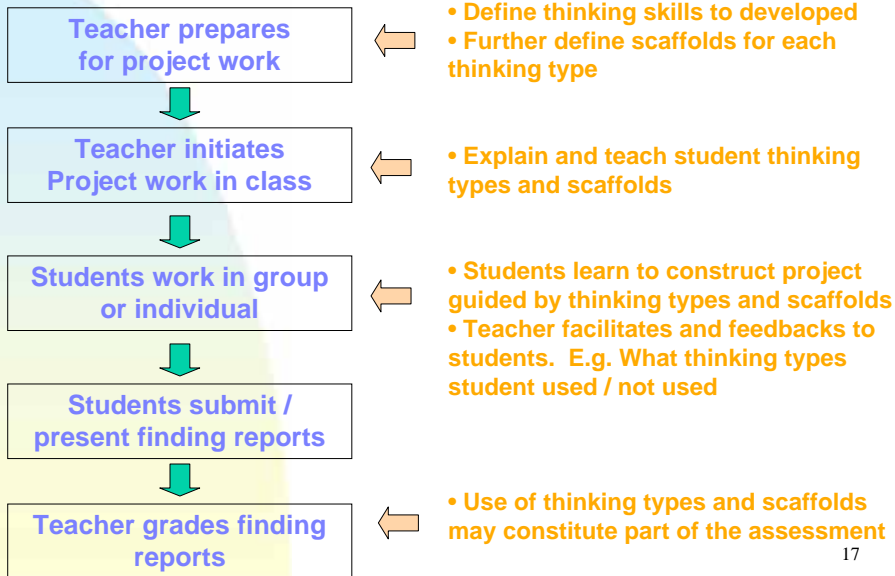 Teacher prepares
for project work
• Define thinking skills to developed
• Further define scaffolds for each
thinking type
Teacher initiates
Project work in class
• Explain and teach student thinking
types and scaffolds
Students work in group
or individual
• Students learn to construct project
guided by thinking types and scaffolds
• Teacher facilitates and feedbacks to
students. E.g. What thinking types
student used / not used
Students submit /
present finding reports
Teacher grades finding
reports
• Use of thinking types and scaffolds
may constitute part of the assessment
17